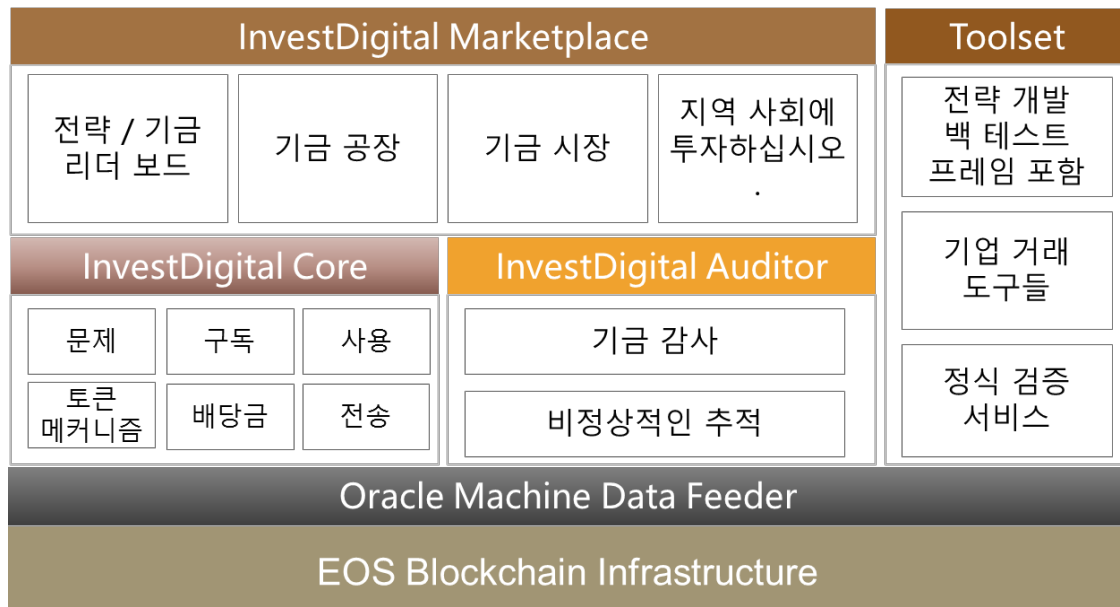 InvestDigital Marketplace
전략 / 기금
리더 보드
기금 공장
기금 시장
지역 사회에
투자하십시오
.
Toolset
전략 개발
백 테스트
프레임 포함
기업 거래
도구들
정식 검증
서비스
InvestDigital Core
문제
구독
사용
토큰
메커니즘
배당금
전송
InvestDigital Auditor
기금 감사
비정상적인 추적
Oracle Machine Data Feeder
EOS Blockchain Infrastructure